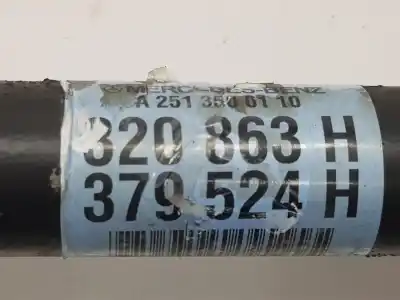 MERCEDES-BENZ
A 251 350 01 10
320 863 H
379 524 H